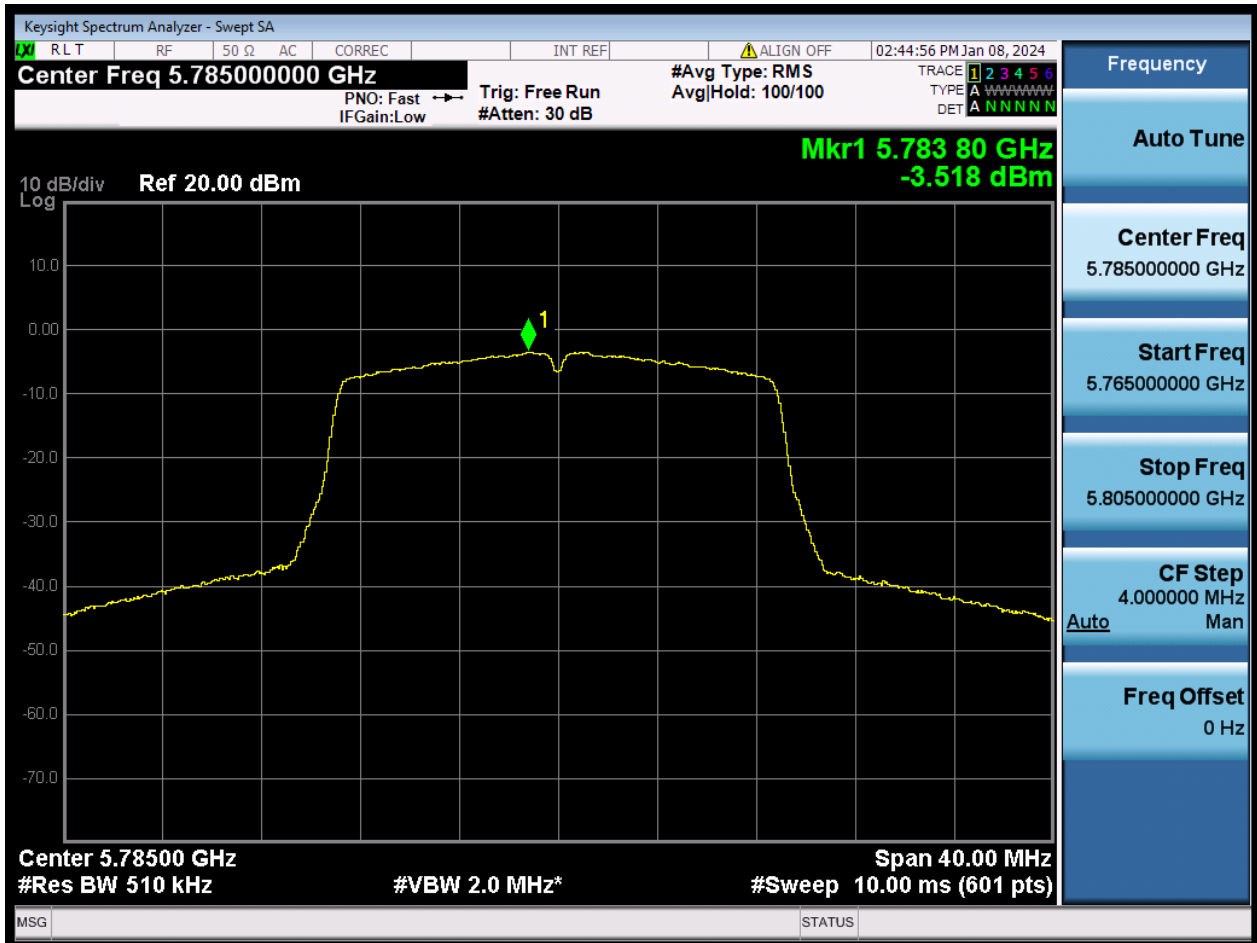 Keysight Spectrum Analyzer - Swept SA
LXI RLT RF 50 Ω AC CORREC INT REF ALIGN OFF 02:44:56 PM Jan 08, 2024
Center Freq 5.785000000 GHz
PNO: Fast
IFGain:Low
Trig: Free Run
#Atten: 30 dB
#Avg Type: RMS
Avg|Hold: 100/100
TRACE 1 2 3 4 5 6
TYPE A WWWWW
DET A N N N N N
Mkr1 5.783 80 GHz
-3.518 dBm
10 dB/div Ref 20.00 dBm
Log
10.0
0.00
-10.0
-20.0
-30.0
-40.0
-50.0
-60.0
-70.0
1
Center 5.78500 GHz Span 40.00 MHz
#Res BW 510 kHz #VBW 2.0 MHz* #Sweep 10.00 ms (601 pts)
MSG STATUS
Frequency
Auto Tune
Center Freq
5.785000000 GHz
Start Freq
5.765000000 GHz
Stop Freq
5.805000000 GHz
CF Step
4.000000 MHz
Auto Man
Freq Offset
0 Hz